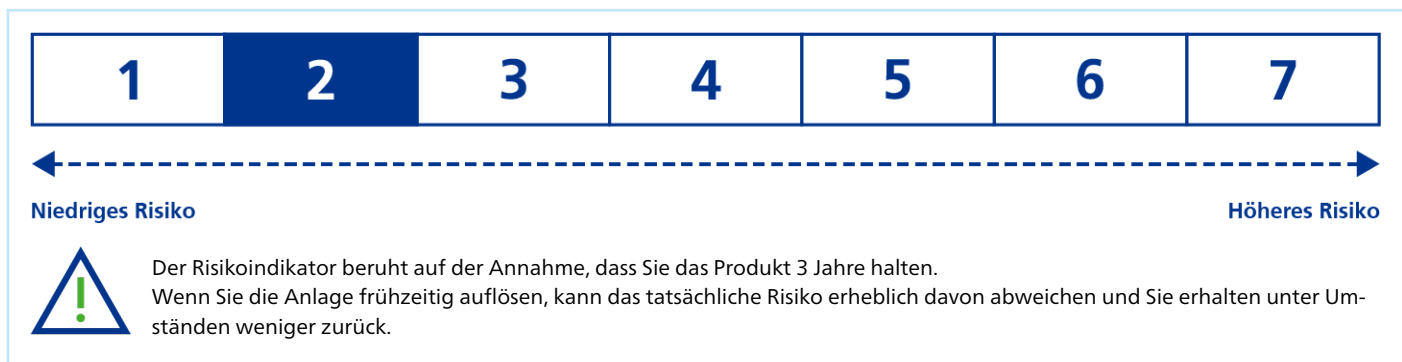 1 2 3 4 5 6 7
Niedriges Risiko Höheres Risiko
Der Risikoindikator beruht auf der Annahme, dass Sie das Produkt 3 Jahre halten.
Wenn Sie die Anlage frühzeitig auflösen, kann das tatsächliche Risiko erheblich davon abweichen und Sie erhalten unter Um-
ständen weniger zurück.